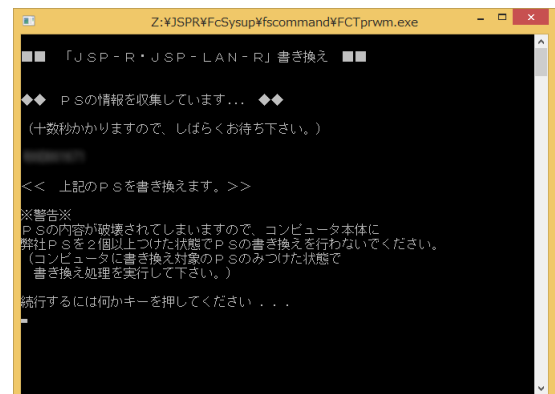 Z:¥JSPR¥FcSysup¥fscommand¥FCTprwm.exe
■■ 「ＪＳＰ－Ｒ・ＪＳＰ－ＬＡＮ－Ｒ」書き換え ■■
◆◆ ＰＳの情報を収集しています... ◆◆
（十数秒かかりますので、しばらくお待ち下さい。）
<< 上記のＰＳを書き換えます。>>
※警告※
ＰＳの内容が破壊されてしまいますので、コンピュータ本体に
弊社ＰＳを２個以上つけた状態でＰＳの書き換えを行わないでください。
（コンピュータに書き換え対象のＰＳのみつけた状態で
書き換え処理を実行して下さい。）
続行するには何かキーを押してください . . .